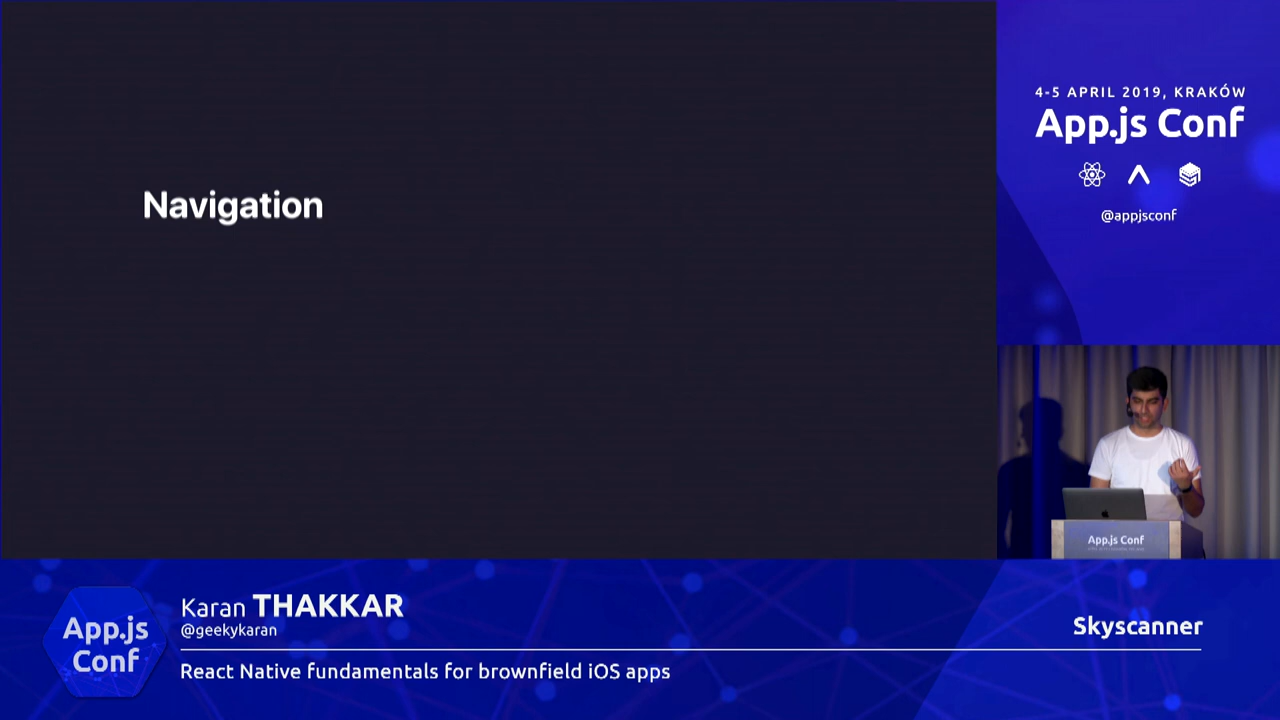 Navigation
4-5 APRIL 2019, KRAKÓW
App.js Conf
@appjsconf
App.js Conf
App.js
Conf
Karan THAKKAR
@geekykaran
Skyscanner
React Native fundamentals for brownfield iOS apps